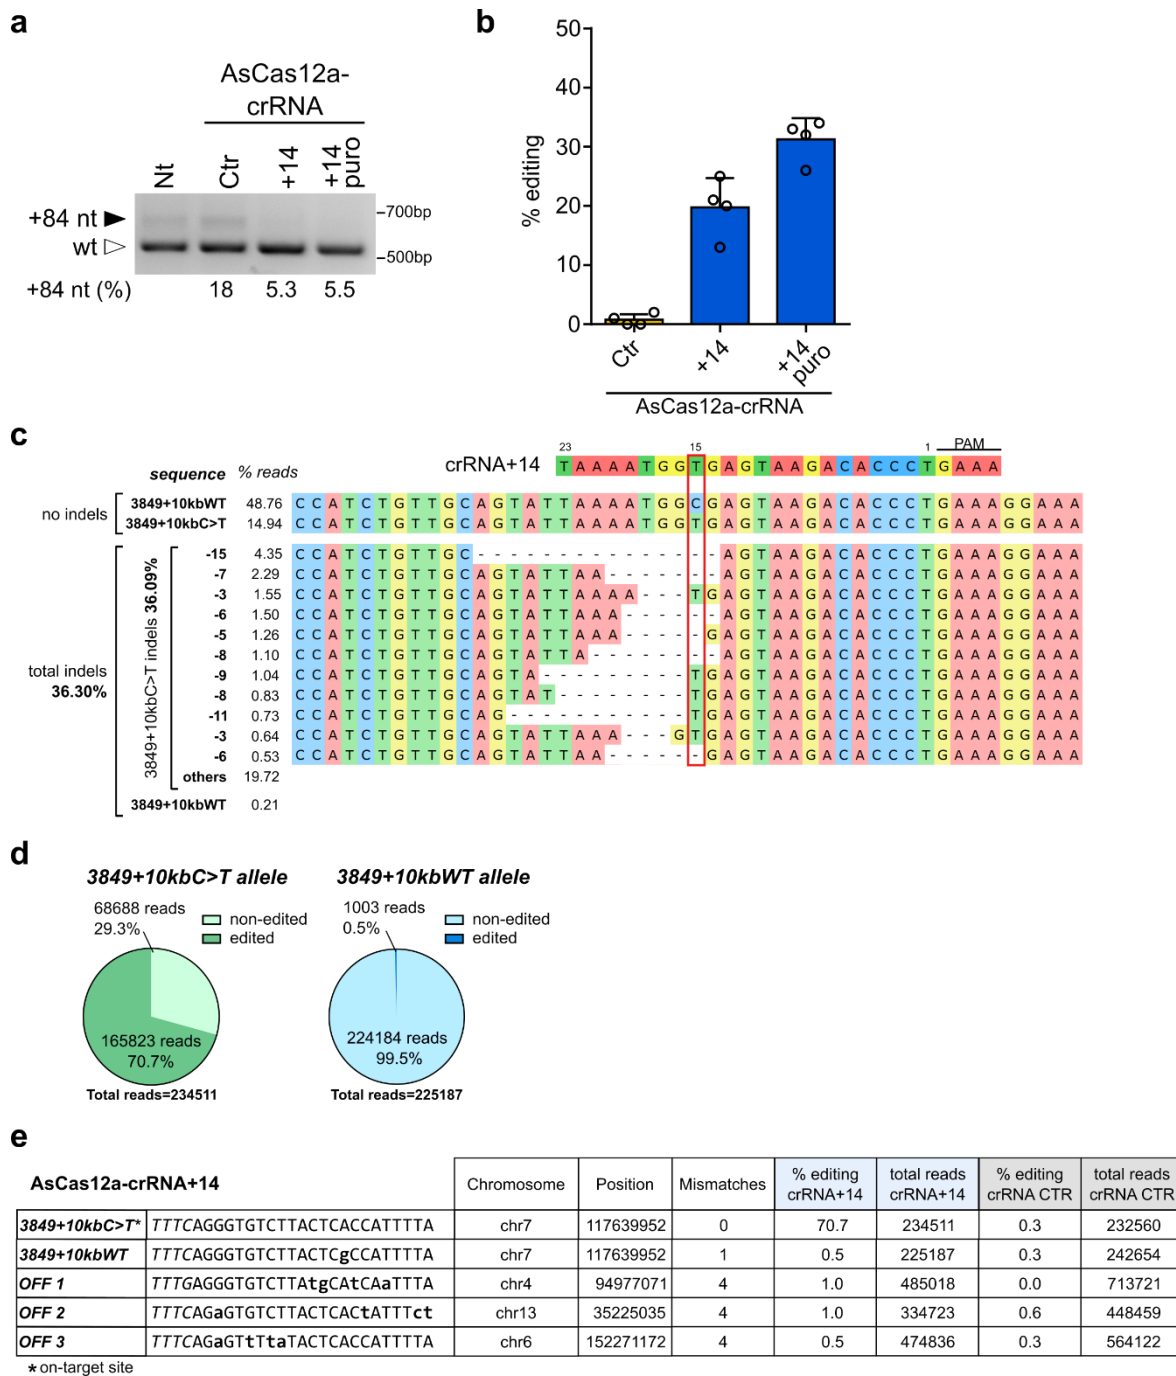 a
AsCas12a-
crRNA
Nt
Ctr
+14
+14
puro
+84 nt
wt
-700bp
-500bp
+84 nt (%) 18 5.3 5.5
b
% editing
50
40
30
20
10
0
Ctr
+14
+14
puro
AsCas12a-crRNA
c
23 15 1 PAM
crRNA+14 T A A A A T G G T G A G T A A G A C A C C C T G A A A
sequence % reads
no indels
3849+10kbWT 48.76 C C A T C T G T T G C A G T A T T A A A A T G G C G A G T A A G A C A C C C T G A A A G G A A A
3849+10kbC>T 14.94 C C A T C T G T T G C A G T A T T A A A A T G G T G A G T A A G A C A C C C T G A A A G G A A A
total indels
36.30%
3849+10kbC>T indels 36.09%
-15 4.35 C C A T C T G T T G C - - - - - - - - - - - - - - - A G T A A G A C A C C C T G A A A G G A A A
-7 2.29 C C A T C T G T T G C A G T A T T A A - - - - - - - A G T A A G A C A C C C T G A A A G G A A A
-3 1.55 C C A T C T G T T G C A G T A T T A A A A - - - T G A G T A A G A C A C C C T G A A A G G A A A
-6 1.50 C C A T C T G T T G C A G T A T T A A A - - - - - - A G T A A G A C A C C C T G A A A G G A A A
-5 1.26 C C A T C T G T T G C A G T A T T A A A - - - - - G A G T A A G A C A C C C T G A A A G G A A A
-8 1.10 C C A T C T G T T G C A G T A T T A - - - - - - - - A G T A A G A C A C C C T G A A A G G A A A
-9 1.04 C C A T C T G T T G C A G T A - - - - - - - - - T G A G T A A G A C A C C C T G A A A G G A A A
-8 0.83 C C A T C T G T T G C A G T A T - - - - - - - - T G A G T A A G A C A C C C T G A A A G G A A A
-11 0.73 C C A T C T G T T G C A G - - - - - - - - - - - T G A G T A A G A C A C C C T G A A A G G A A A
-3 0.64 C C A T C T G T T G C A G T A T T A A A - - - G T G A G T A A G A C A C C C T G A A A G G A A A
-6 0.53 C C A T C T G T T G C A G T A T T A A - - - - - - G A G T A A G A C A C C C T G A A A G G A A A
others 19.72
3849+10kbWT 0.21
d
3849+10kbC>T allele
68688 reads
29.3%
non-edited
edited
165823 reads
70.7%
Total reads=234511
3849+10kbWT allele
1003 reads
0.5%
non-edited
edited
224184 reads
99.5%
Total reads=225187
e
AsCas12a-crRNA+14 Chromosome Position Mismatches % editing crRNA+14 total reads crRNA+14 % editing crRNA CTR total reads crRNA CTR
3849+10kbC>T* TTTCAGGGTGTCTTACTCACCATTTTA chr7 117639952 0 70.7 234511 0.3 232560
3849+10kbWT TTTCAGGGTGTCTTACTCgCCATTTTA chr7 117639952 1 0.5 225187 0.3 242654
OFF 1 TTTGAGGGTGTCTTAtgCAtCAaTTTA chr4 94977071 4 1.0 485018 0.0 713721
OFF 2 TTTCAGaGTGTCTTACTCACtATTTct chr13 35225035 4 1.0 334723 0.6 448459
OFF 3 TTTCAGaGTtTtaTACTCACCATTTTA chr6 152271172 4 0.5 474836 0.3 564122
* on-target site